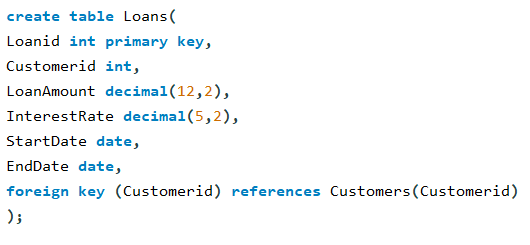 create table Loans(
Loanid int primary key,
Customerid int,
LoanAmount decimal(12,2),
InterestRate decimal(5,2),
StartDate date,
EndDate date,
foreign key (Customerid) references Customers(Customerid)
);